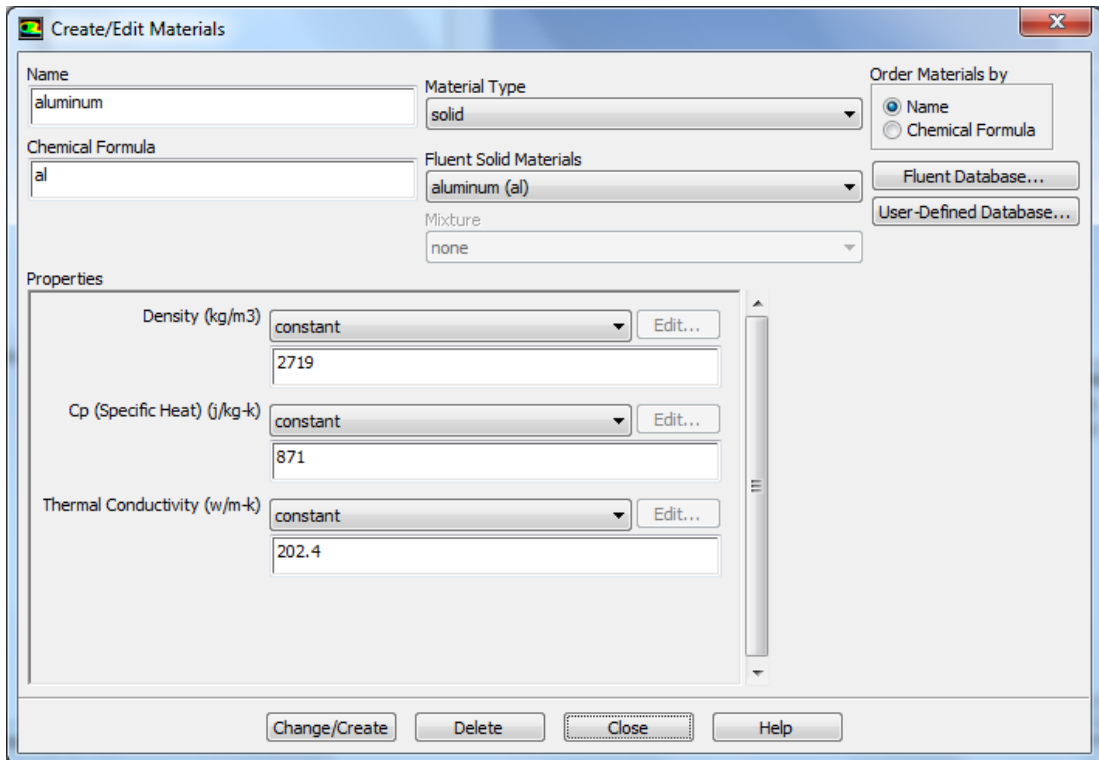 Create/Edit Materials
Name
aluminum
Chemical Formula
al
Material Type
solid
Fluent Solid Materials
aluminum (al)
Mixture
none
Order Materials by
Name
Chemical Formula
Fluent Database...
User-Defined Database...
Properties
Density (kg/m3)
constant
Edit...
2719
Cp (Specific Heat) (j/kg-k)
constant
Edit...
871
Thermal Conductivity (w/m-k)
constant
Edit...
202.4
Change/Create
Delete
Close
Help